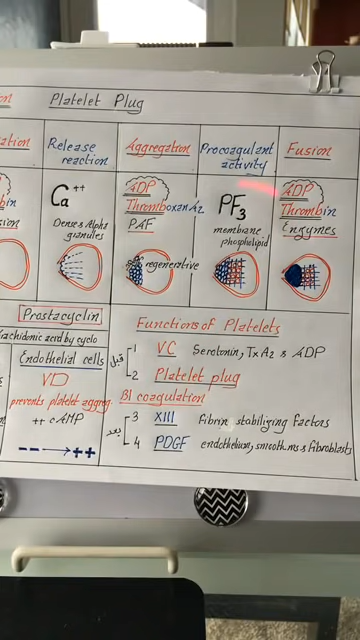 Platelet Plug
Release reaction
Aggregation
Procoagulant activity
Fusion
Ca++
Dense & Alpha granules
ADP
Thromboxan A2
PAF
regenerative
PF3
membrane phospholipid
ADP
Thrombin
Enzymes
Prostacyclin
Arachidonic acid by cyclo
Endothelial cells
VD
prevents platelet aggreg.
++ cAMP
-- → ++
Functions of Platelets
قبل
1 VC Serotonin, TxA2 & ADP
2 Platelet plug
Bl coagulation
بعد
3 XIII fibrin stabilizing factors
4 PDGF endothelium, smooth ms & fibroblasts